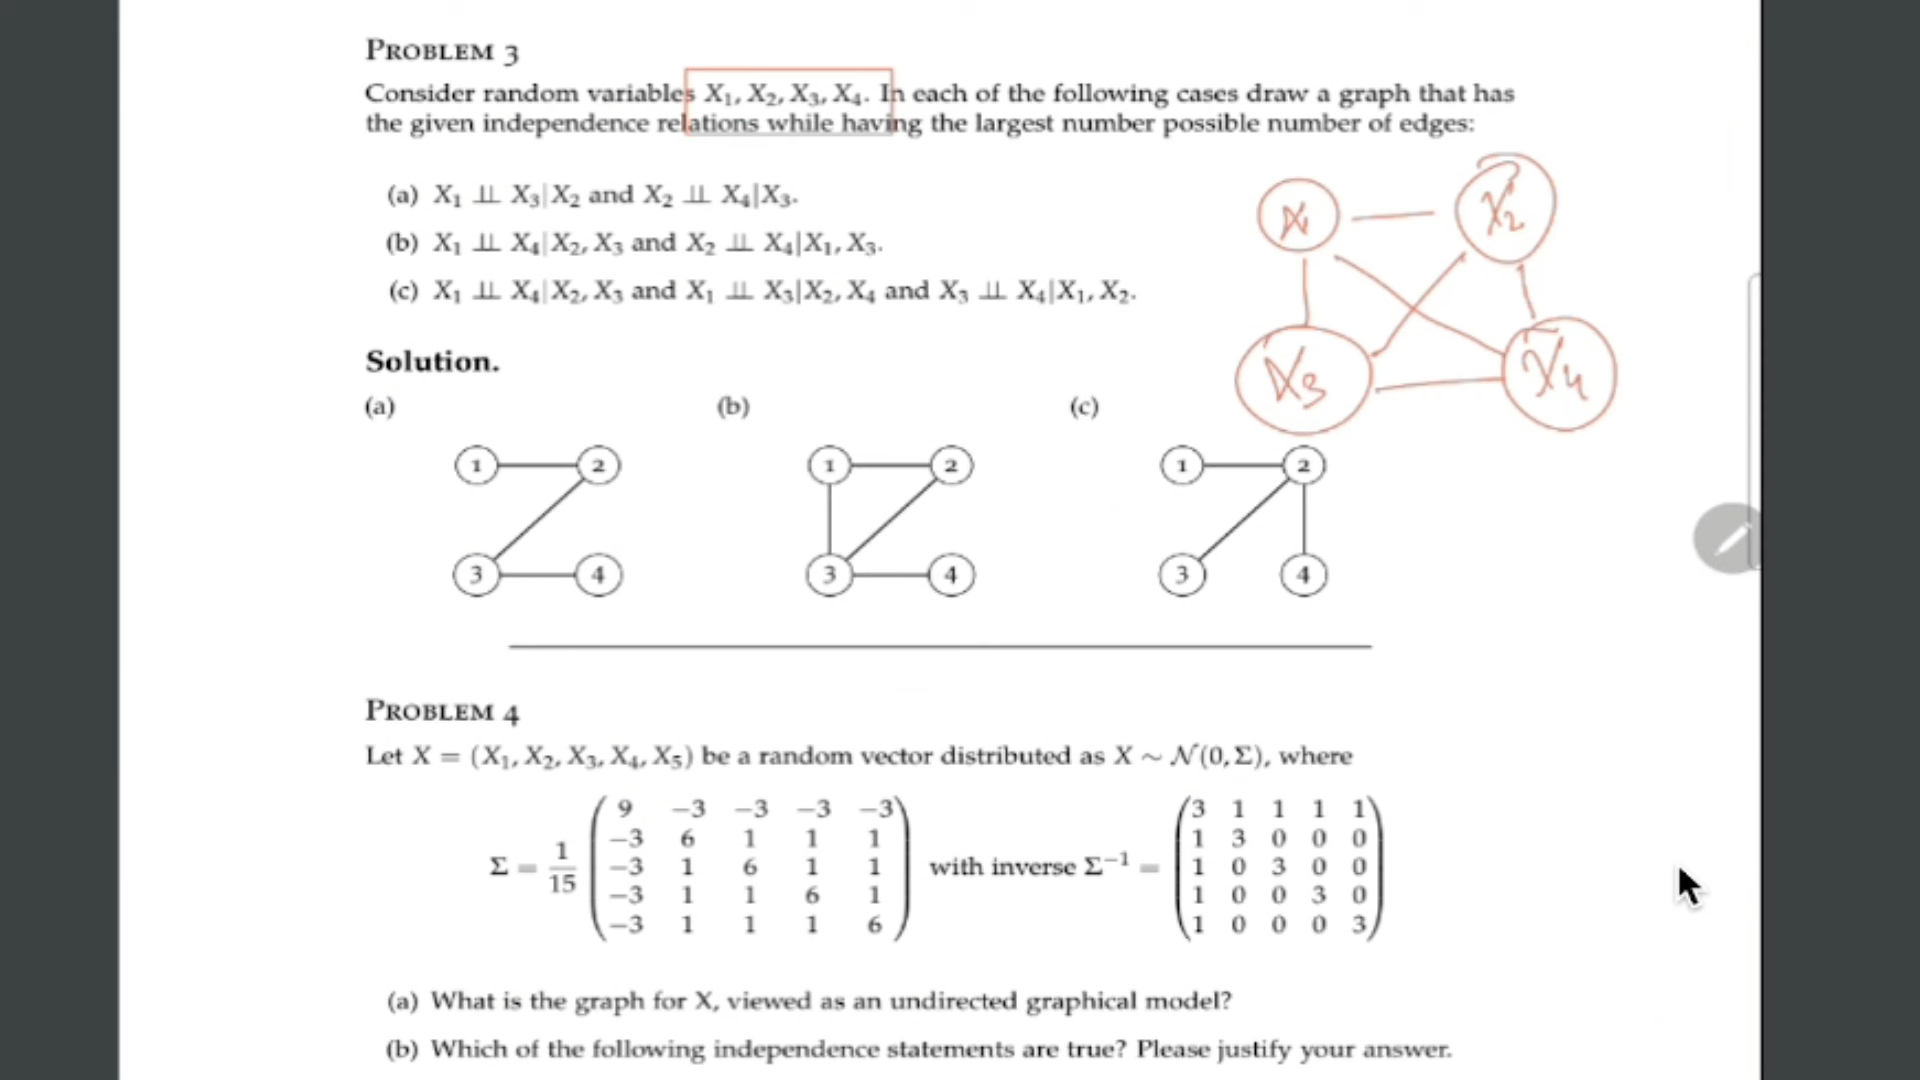 PROBLEM 3
Consider random variables X₁, X₂, X₃, X₄. In each of the following cases draw a graph that has
the given independence relations while having the largest number possible number of edges:
(a) X₁ ⫫ X₃|X₂ and X₂ ⫫ X₄|X₃.
(b) X₁ ⫫ X₄|X₂, X₃ and X₂ ⫫ X₄|X₁, X₃.
(c) X₁ ⫫ X₄|X₂, X₃ and X₁ ⫫ X₃|X₂, X₄ and X₃ ⫫ X₄|X₁, X₂.
X₁ X₂
X₃ X₄
Solution.
(a) (b) (c)
1 2 1 2 1 2
3 4 3 4 3 4
PROBLEM 4
Let X = (X₁, X₂, X₃, X₄, X₅) be a random vector distributed as X ∼ N(0, Σ), where
9 −3 −3 −3 −3 3 1 1 1 1
−3 6 1 1 1 1 3 0 0 0
Σ = 1/15 −3 1 6 1 1 with inverse Σ⁻¹ = 1 0 3 0 0
−3 1 1 6 1 1 0 0 3 0
−3 1 1 1 6 1 0 0 0 3
(a) What is the graph for X, viewed as an undirected graphical model?
(b) Which of the following independence statements are true? Please justify your answer.